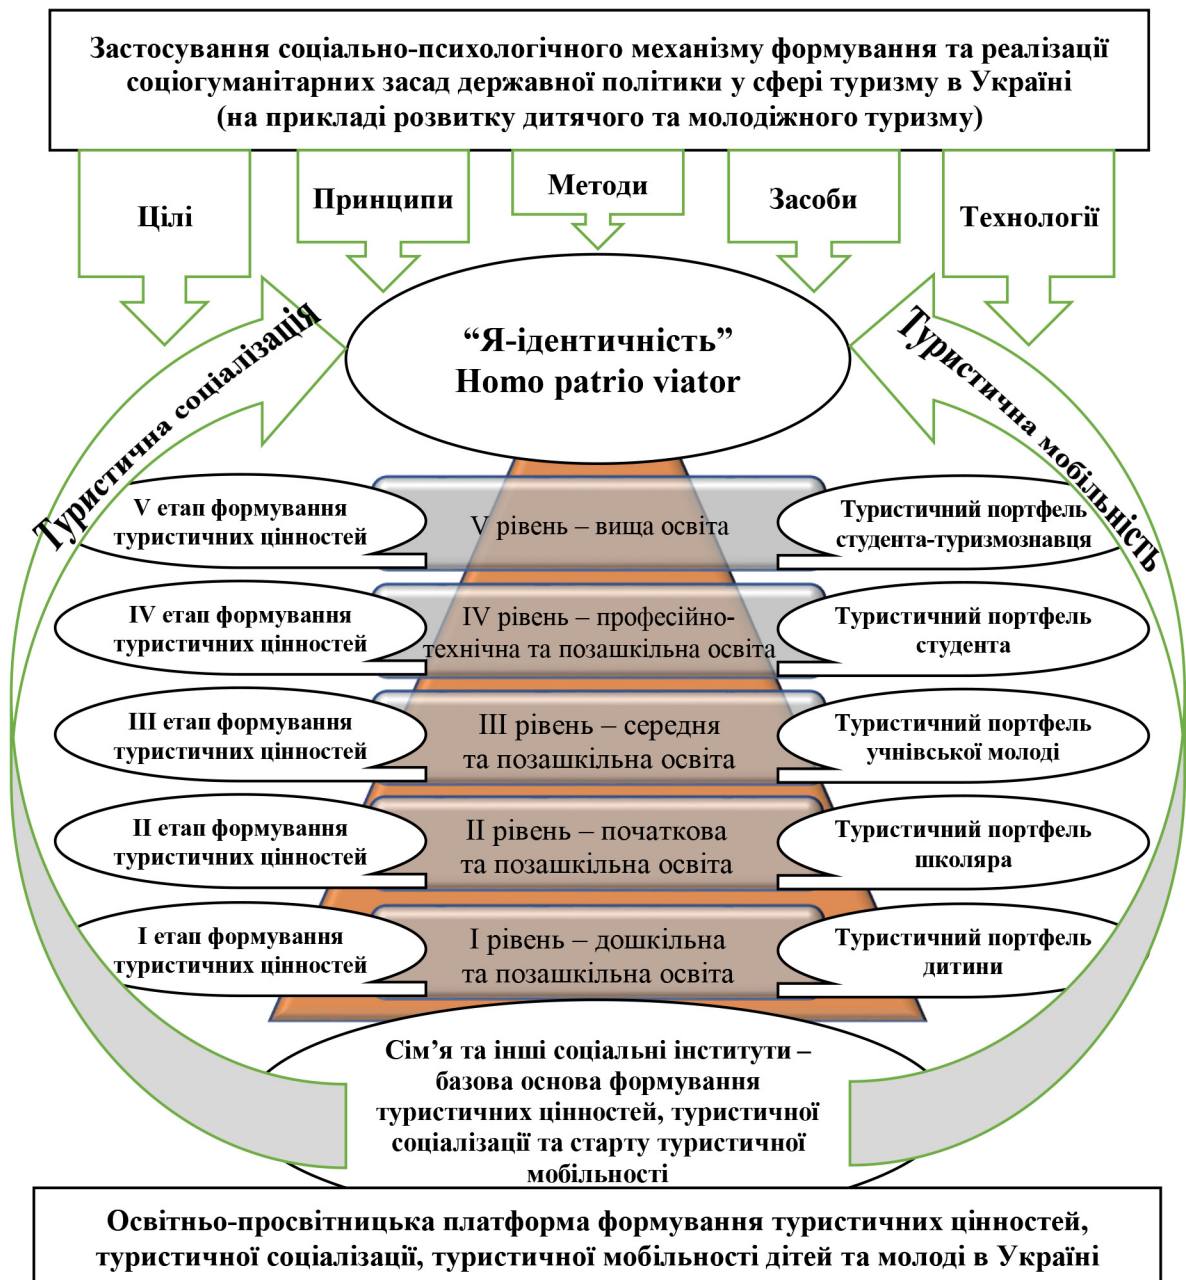 Застосування соціально-психологічного механізму формування та реалізації
соціогуманітарних засад державної політики у сфері туризму в Україні
(на прикладі розвитку дитячого та молодіжного туризму)
Цілі
Принципи
Методи
Засоби
Технології
Туристична соціалізація
“Я-ідентичність”
Homo patrio viator
Туристична мобільність
V етап формування
туристичних цінностей
V рівень – вища освіта
Туристичний портфель
студента-туризмознавця
IV етап формування
туристичних цінностей
IV рівень – професійно-
технічна та позашкільна освіта
Туристичний портфель
студента
III етап формування
туристичних цінностей
III рівень – середня
та позашкільна освіта
Туристичний портфель
учнівської молоді
II етап формування
туристичних цінностей
II рівень – початкова
та позашкільна освіта
Туристичний портфель
школяра
I етап формування
туристичних цінностей
I рівень – дошкільна
та позашкільна освіта
Туристичний портфель
дитини
Сім’я та інші соціальні інститути –
базова основа формування
туристичних цінностей, туристичної
соціалізації та старту туристичної
мобільності
Освітньо-просвітницька платформа формування туристичних цінностей,
туристичної соціалізації, туристичної мобільності дітей та молоді в Україні